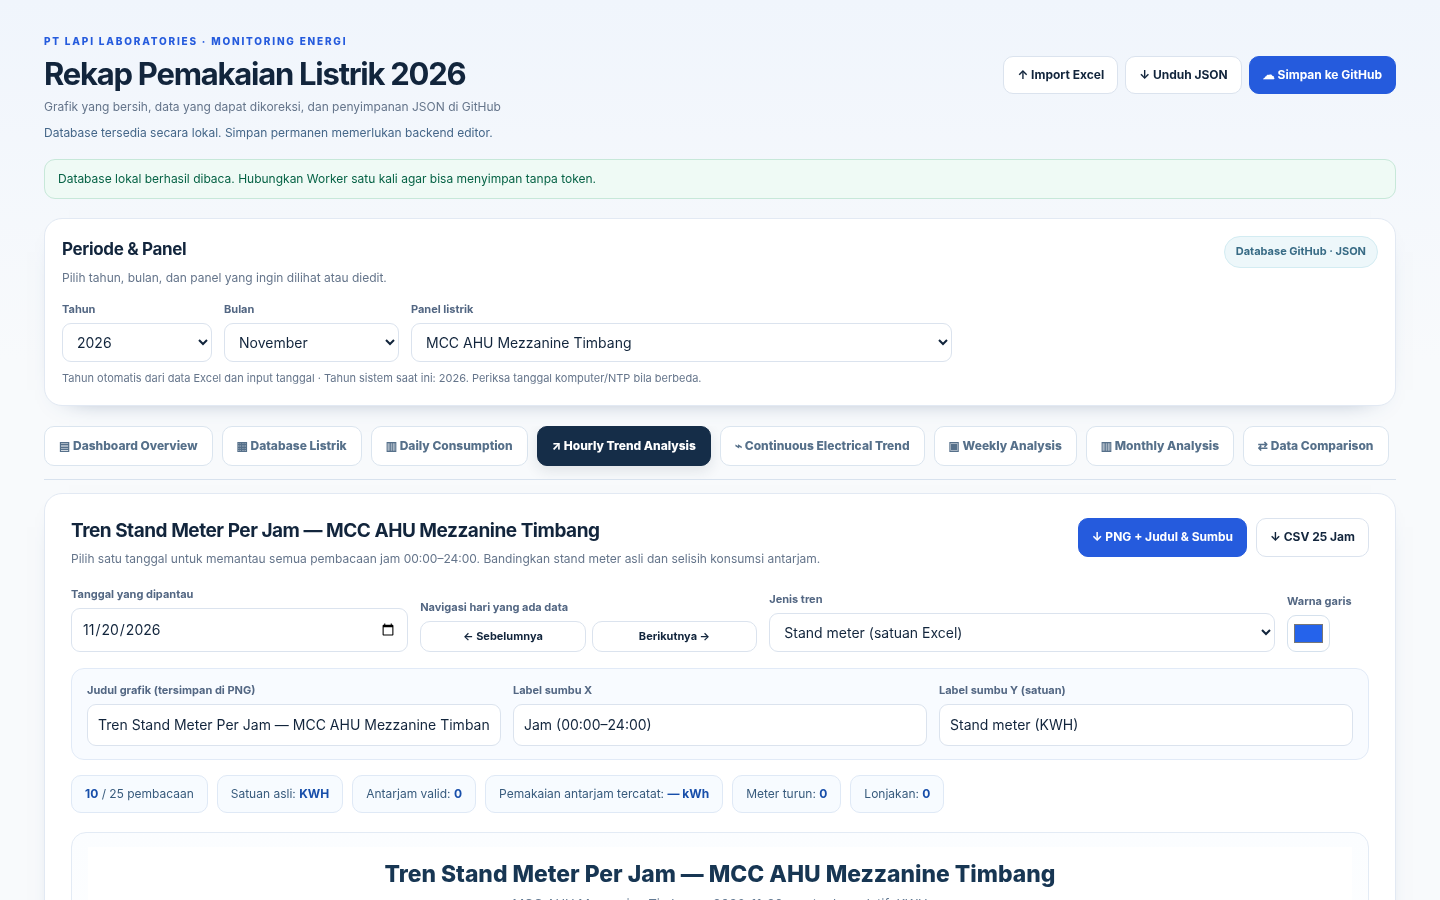 PT LAPI LABORATORIES · MONITORING ENERGI
Rekap Pemakaian Listrik 2026
Grafik yang bersih, data yang dapat dikoreksi, dan penyimpanan JSON di GitHub
Database tersedia secara lokal. Simpan permanen memerlukan backend editor.
↑ Import Excel
↓ Unduh JSON
☁ Simpan ke GitHub
Database lokal berhasil dibaca. Hubungkan Worker satu kali agar bisa menyimpan tanpa token.
Periode & Panel
Pilih tahun, bulan, dan panel yang ingin dilihat atau diedit.
Database GitHub · JSON
Tahun
Bulan
Panel listrik
2026
November
MCC AHU Mezzanine Timbang
Tahun otomatis dari data Excel dan input tanggal · Tahun sistem saat ini: 2026. Periksa tanggal komputer/NTP bila berbeda.
▤ Dashboard Overview
▦ Database Listrik
▥ Daily Consumption
↗ Hourly Trend Analysis
⌁ Continuous Electrical Trend
▣ Weekly Analysis
▥ Monthly Analysis
⇄ Data Comparison
Tren Stand Meter Per Jam — MCC AHU Mezzanine Timbang
Pilih satu tanggal untuk memantau semua pembacaan jam 00:00–24:00. Bandingkan stand meter asli dan selisih konsumsi antarjam.
↓ PNG + Judul & Sumbu
↓ CSV 25 Jam
Tanggal yang dipantau
Navigasi hari yang ada data
Jenis tren
Warna garis
11/20/2026
← Sebelumnya
Berikutnya →
Stand meter (satuan Excel)
Judul grafik (tersimpan di PNG)
Label sumbu X
Label sumbu Y (satuan)
Tren Stand Meter Per Jam — MCC AHU Mezzanine Timban
Jam (00:00–24:00)
Stand meter (KWH)
10 / 25 pembacaan
Satuan asli: KWH
Antarjam valid: 0
Pemakaian antarjam tercatat: — kWh
Meter turun: 0
Lonjakan: 0
Tren Stand Meter Per Jam — MCC AHU Mezzanine Timbang